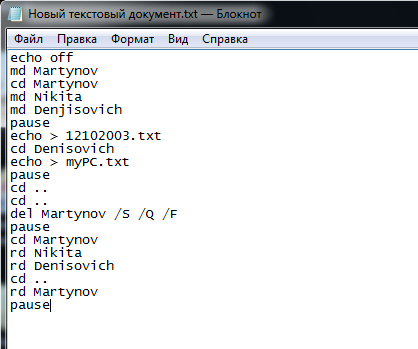 Новый текстовый документ.txt — Блокнот
Файл Правка Формат Вид Справка
echo off
md Martynov
cd Martynov
md Nikita
md Denjisovich
pause
echo > 12102003.txt
cd Denisovich
echo > myPC.txt
pause
cd ..
cd ..
del Martynov /S /Q /F
pause
cd Martynov
rd Nikita
rd Denisovich
cd ..
rd Martynov
pause